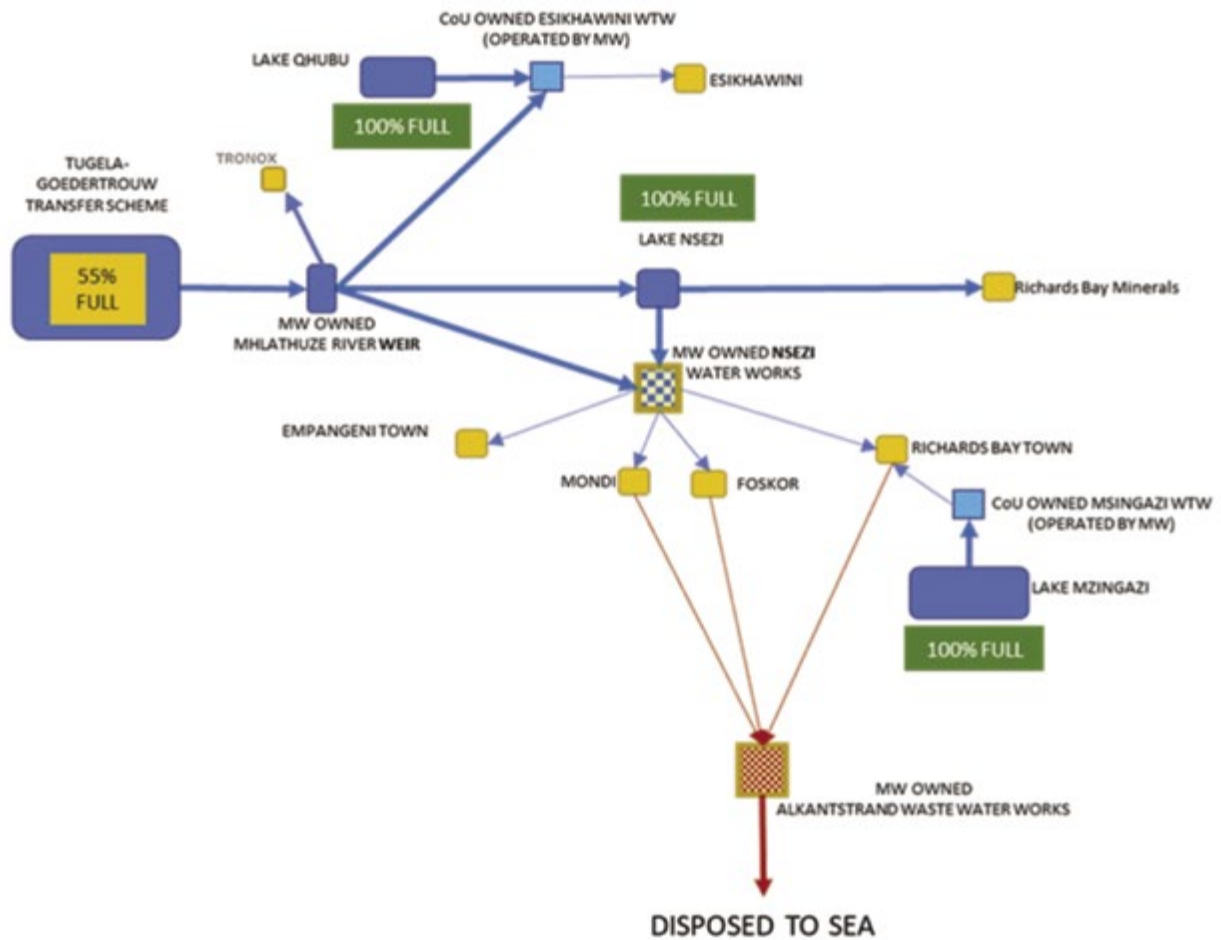 CoU OWNED ESIKHAWINI WTW
(OPERATED BY MW)
LAKE QHUBU
ESIKHAWINI
100% FULL
TRONOX
TUGELA-
GOEDERTROUW
TRANSFER SCHEME
100% FULL
LAKE NSEZI
55%
FULL
Richards Bay Minerals
MW OWNED
MHLATHUZE RIVER WEIR
MW OWNED NSEZI
WATER WORKS
EMPANGENI TOWN
RICHARDS BAY TOWN
MONDI
FOSKOR
CoU OWNED MSINGAZI WTW
(OPERATED BY MW)
LAKE MZINGAZI
100% FULL
MW OWNED
ALKANTSTRAND WASTE WATER WORKS
DISPOSED TO SEA